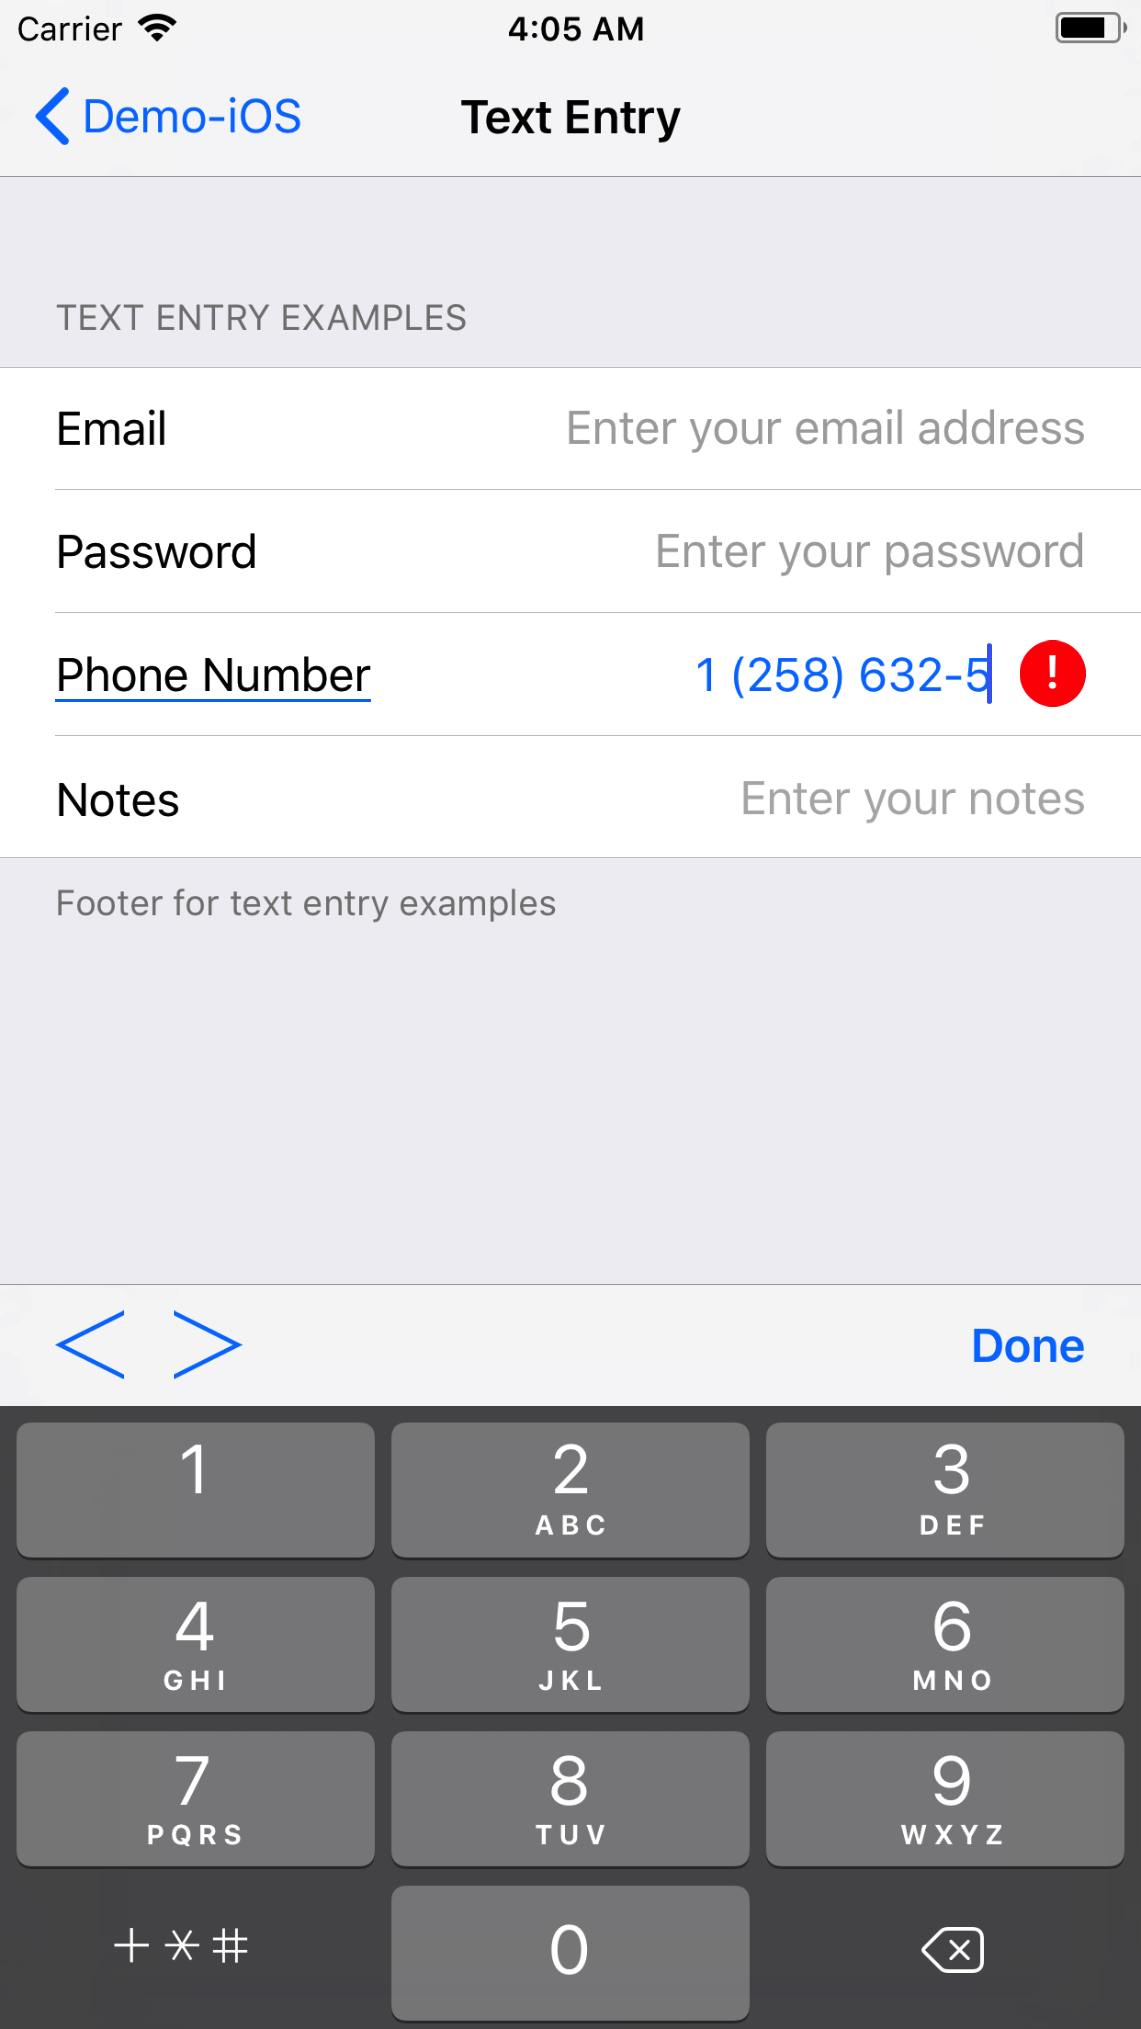 Carrier 4:05 AM
Demo-iOS Text Entry
TEXT ENTRY EXAMPLES
Email Enter your email address
Password Enter your password
Phone Number 1 (258) 632-5 !
Notes Enter your notes
Footer for text entry examples
< > Done
1 2 3
ABC DEF
4 5 6
GHI JKL MNO
7 8 9
PQRS TUV WXYZ
+*# 0